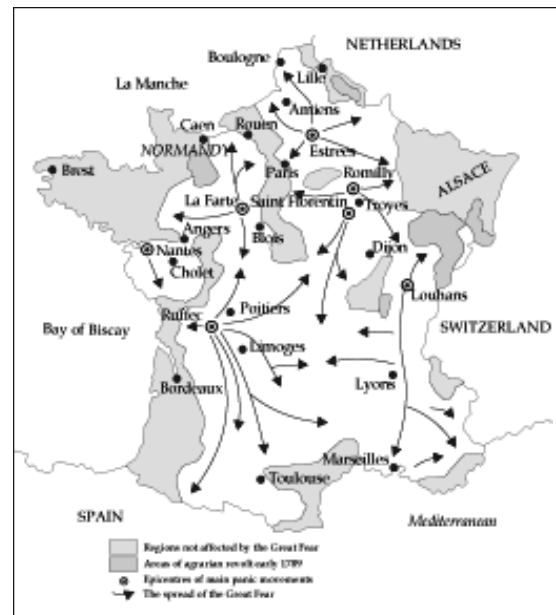 NETHERLANDS
Boulogne
Lille
La Manche
Amiens
Caen
Rouen
NORMANDY
Estrees
Brest
Paris
Romilly
ALSACE
La Farte
Saint Florentin
Troyes
Angers
Blois
Dijon
Nantes
Cholet
Louhans
Ruffec
Poitiers
Bay of Biscay
SWITZERLAND
Limoges
Lyons
Bordeaux
Marseilles
Toulouse
SPAIN
Mediterranean
Regions not affected by the Great Fear
Areas of agrarian revolt early 1789
Epicentres of main panic movements
The spread of the Great Fear